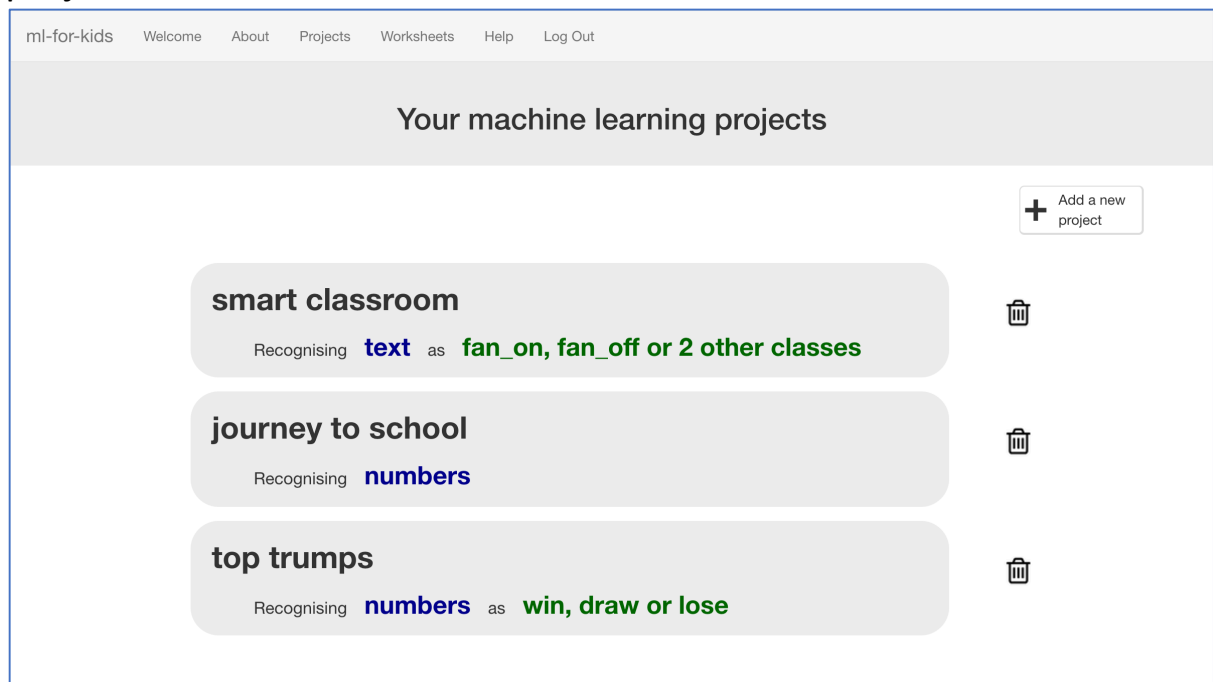 ml-for-kids Welcome About Projects Worksheets Help Log Out
Your machine learning projects
Add a new
project
smart classroom
Recognising text as fan_on, fan_off or 2 other classes
journey to school
Recognising numbers
top trumps
Recognising numbers as win, draw or lose